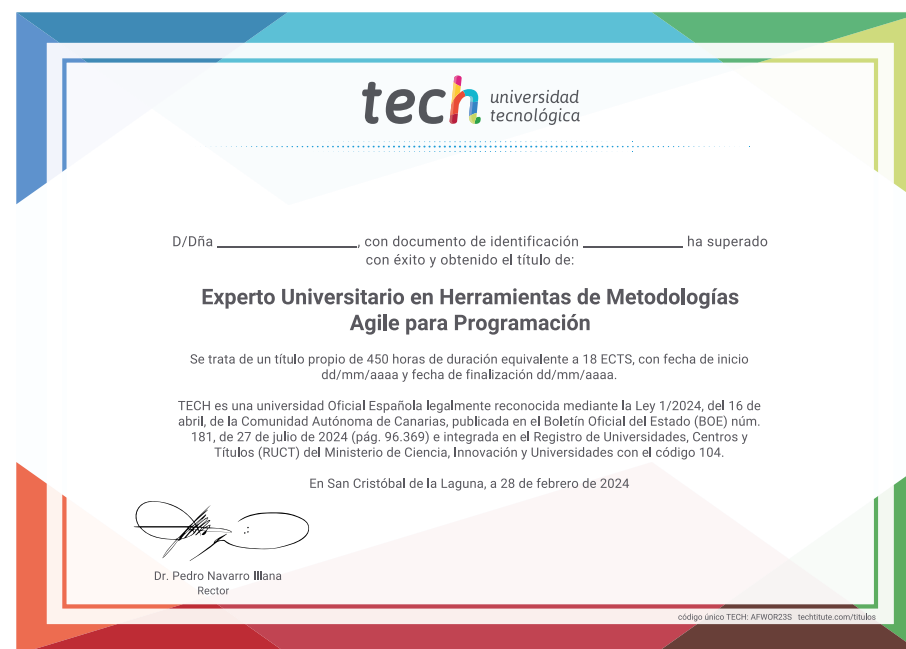 tech universidad
tecnológica
D/Dña ____________________, con documento de identificación ______________ ha superado
con éxito y obtenido el título de:
Experto Universitario en Herramientas de Metodologías
Agile para Programación
Se trata de un título propio de 450 horas de duración equivalente a 18 ECTS, con fecha de inicio
dd/mm/aaaa y fecha de finalización dd/mm/aaaa.
TECH es una universidad Oficial Española legalmente reconocida mediante la Ley 1/2024, del 16 de
abril, de la Comunidad Autónoma de Canarias, publicada en el Boletín Oficial del Estado (BOE) núm.
181, de 27 de julio de 2024 (pág. 96.369) e integrada en el Registro de Universidades, Centros y
Títulos (RUCT) del Ministerio de Ciencia, Innovación y Universidades con el código 104.
En San Cristóbal de la Laguna, a 28 de febrero de 2024
Dr. Pedro Navarro Illana
Rector
código único TECH: AFWOR23S techtitute.com/titulos